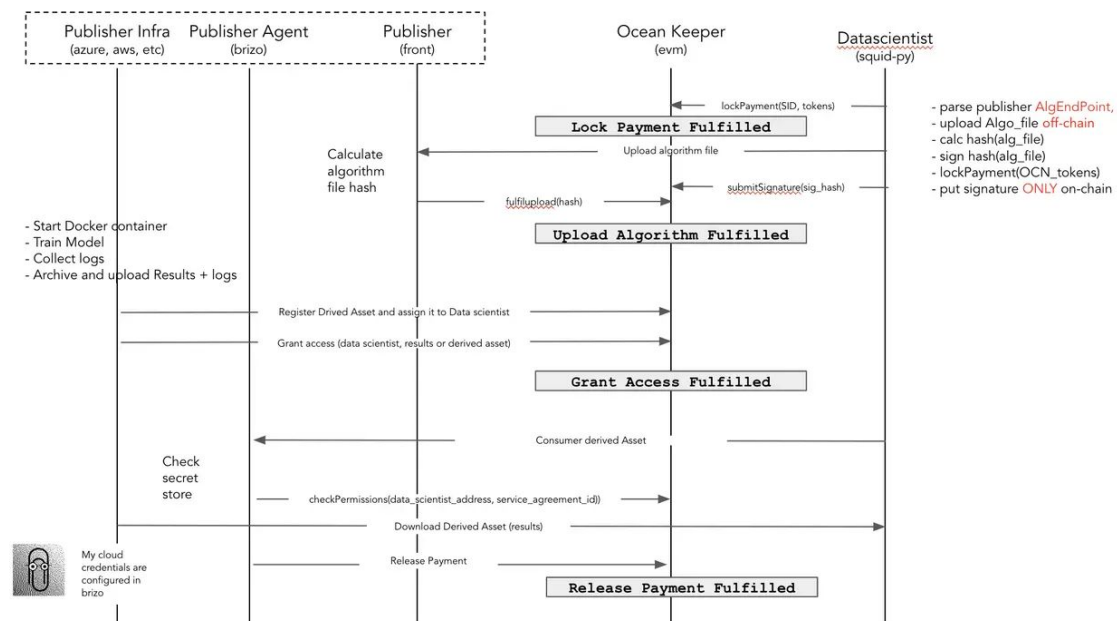 Publisher Infra
(azure, aws, etc)
Publisher Agent
(brizo)
Publisher
(front)
Ocean Keeper
(evm)
Datascientist
(squid-py)
lockPayment(SID, tokens)
Lock Payment Fulfilled
- parse publisher AlgEndPoint,
- upload Algo_file off-chain
- calc hash(alg_file)
- sign hash(alg_file)
- lockPayment(OCN_tokens)
- put signature ONLY on-chain
Upload algorithm file
Calculate
algorithm
file hash
submitSignature(sig_hash)
fulfilupload(hash)
Upload Algorithm Fulfilled
- Start Docker container
- Train Model
- Collect logs
- Archive and upload Results + logs
Register Drived Asset and assign it to Data scientist
Grant access (data scientist, results or derived asset)
Grant Access Fulfilled
Consumer derived Asset
Check
secret
store
checkPermissions(data_scientist_address, service_agreement_id))
Download Derived Asset (results)
My cloud
credentials are
configured in
brizo
Release Payment
Release Payment Fulfilled